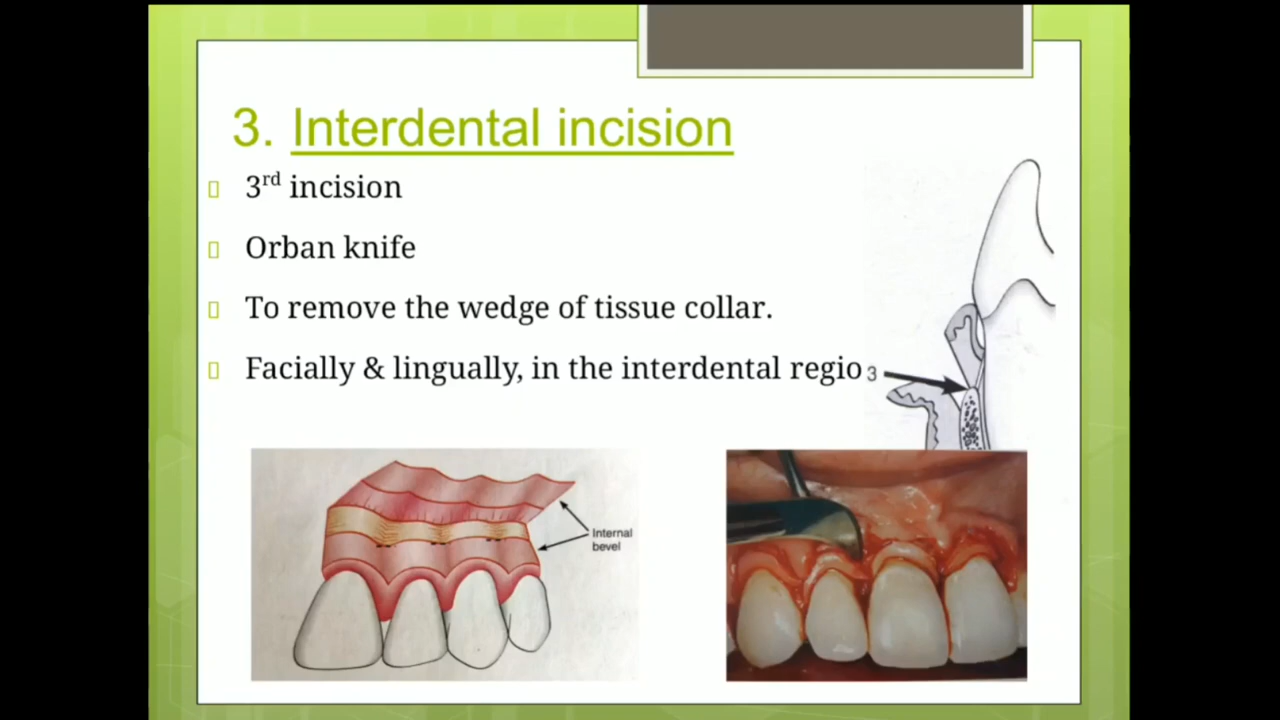 3. Interdental incision
3rd incision
Orban knife
To remove the wedge of tissue collar.
Facially & lingually, in the interdental regio
3
Internal
bevel